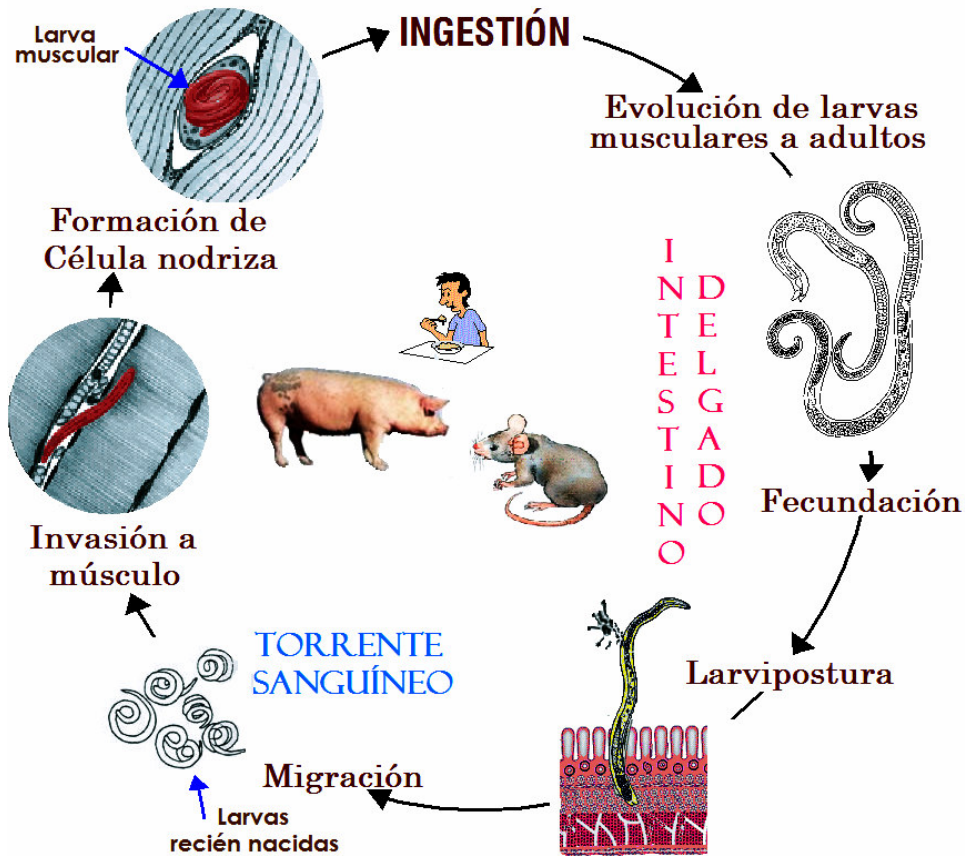 INGESTIÓN
Larva
muscular
Evolución de larvas
musculares a adultos
Formación de
Célula nodriza
INTESTINO
DELGADO
Fecundación
Invasión a
músculo
TORRENTE
SANGUÍNEO
Larvipostura
Migración
Larvas
recién nacidas